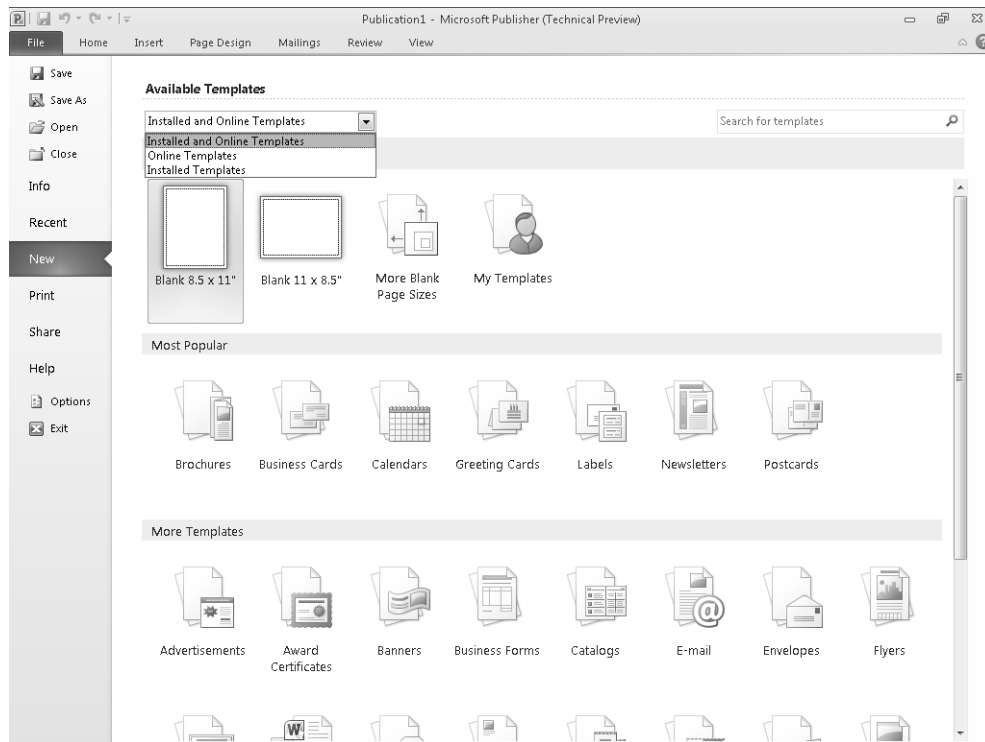 Publication1 - Microsoft Publisher (Technical Preview)
File Home Insert Page Design Mailings Review View
Save
Save As
Open
Close
Info
Recent
New
Print
Share
Help
Options
Exit
Available Templates
Installed and Online Templates
Search for templates
Installed and Online Templates
Online Templates
Installed Templates
Blank 8.5 x 11"
Blank 11 x 8.5"
More Blank
Page Sizes
My Templates
Most Popular
Brochures
Business Cards
Calendars
Greeting Cards
Labels
Newsletters
Postcards
More Templates
Advertisements
Award
Certificates
Banners
Business Forms
Catalogs
E-mail
Envelopes
Flyers